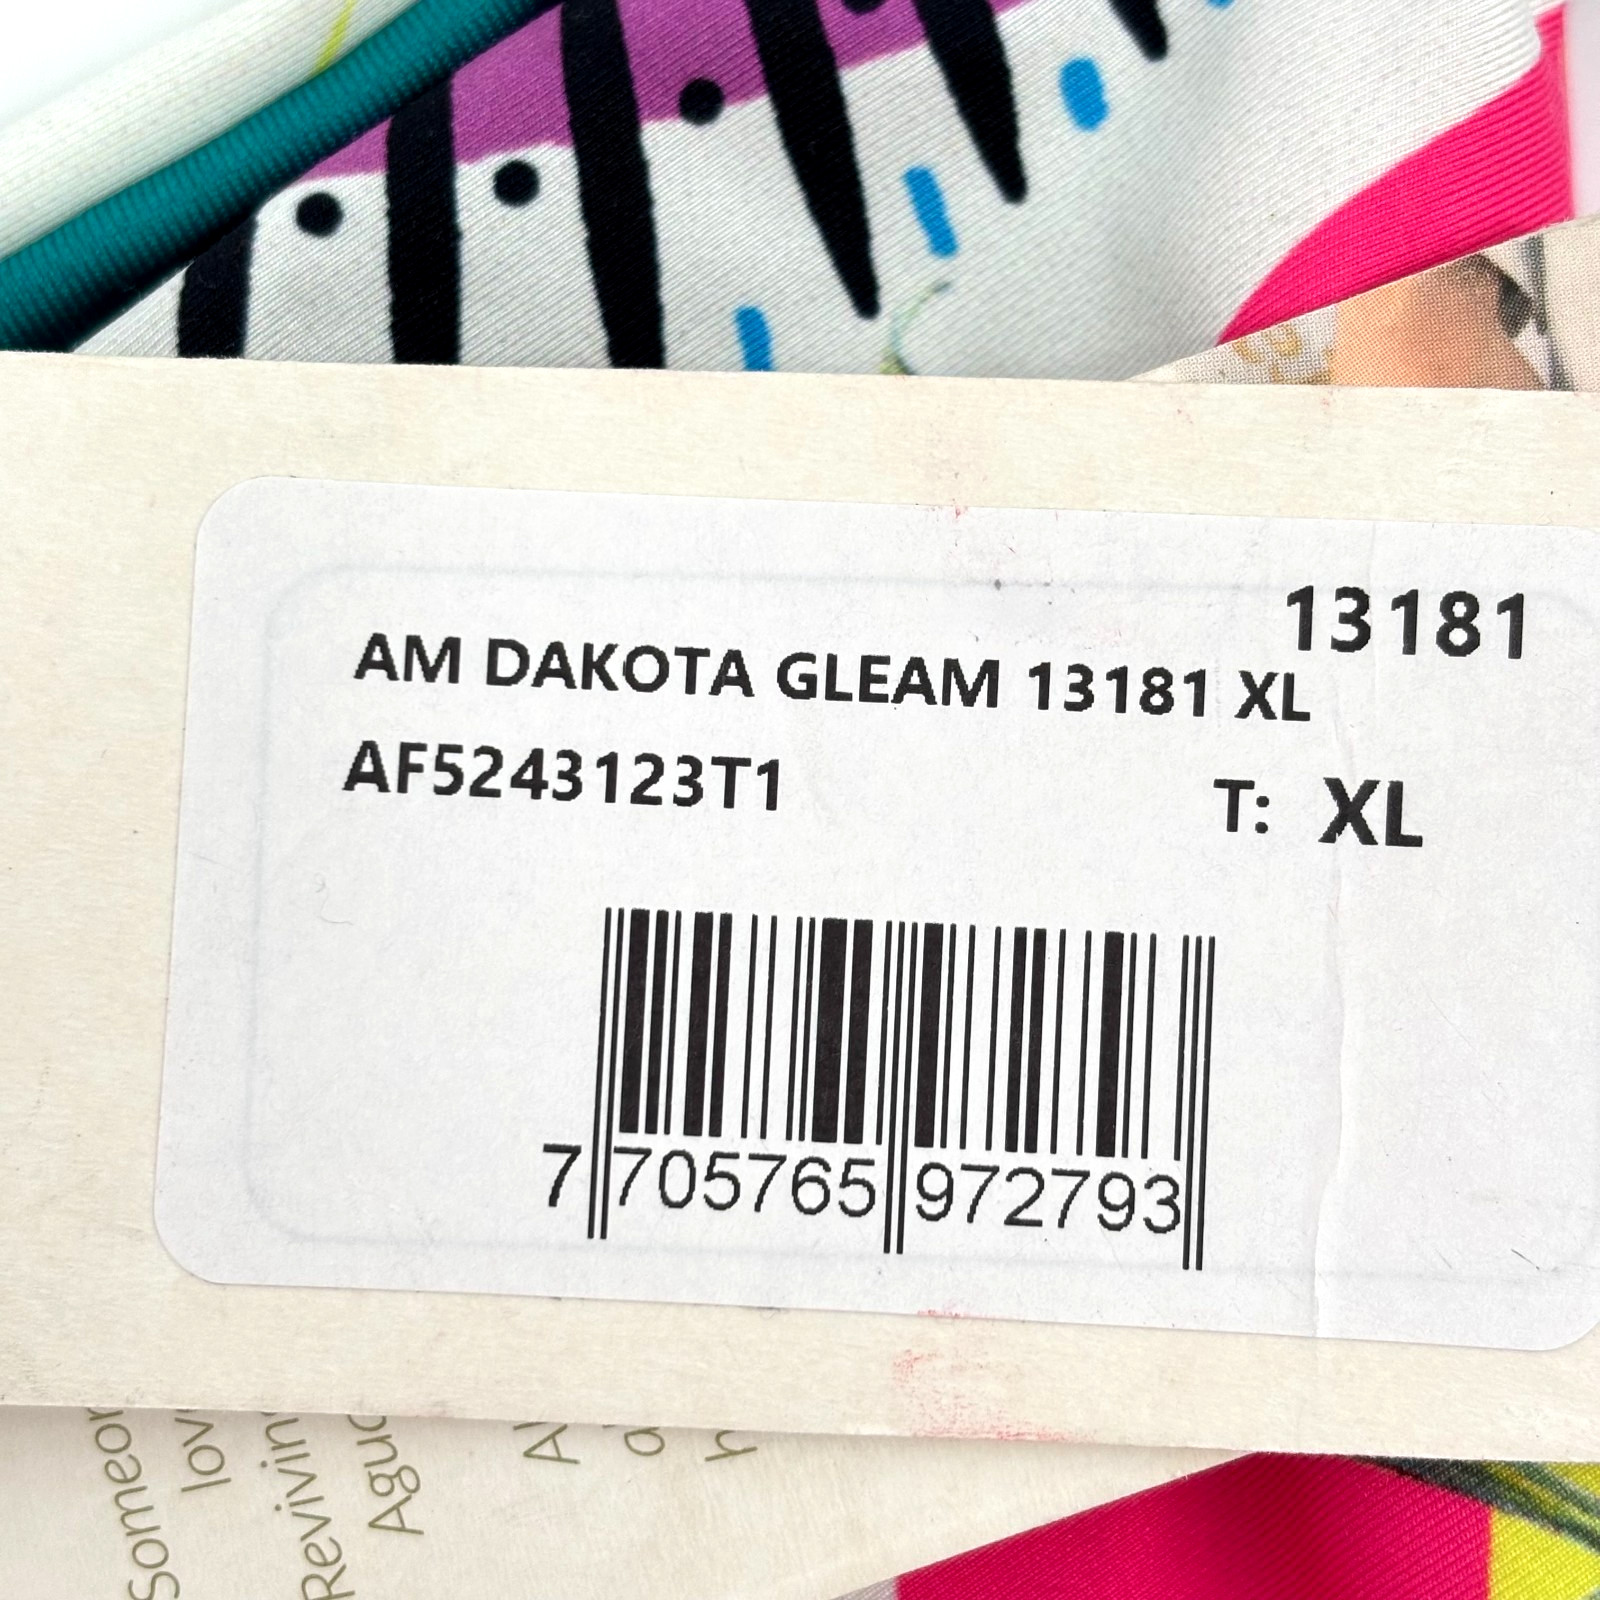 13181
AM DAKOTA GLEAM 13181 XL
AF5243123T1
T: XL
7 705765 972793